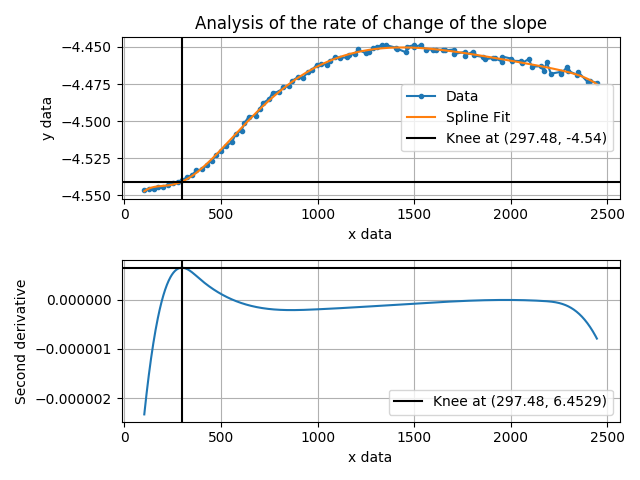 Analysis of the rate of change of the slope
y data
−4.450
−4.475
−4.500
−4.525
−4.550
Data
Spline Fit
Knee at (297.48, -4.54)
0 500 1000 1500 2000 2500
x data
Second derivative
0.000000
−0.000001
−0.000002
Knee at (297.48, 6.4529)
0 500 1000 1500 2000 2500
x data